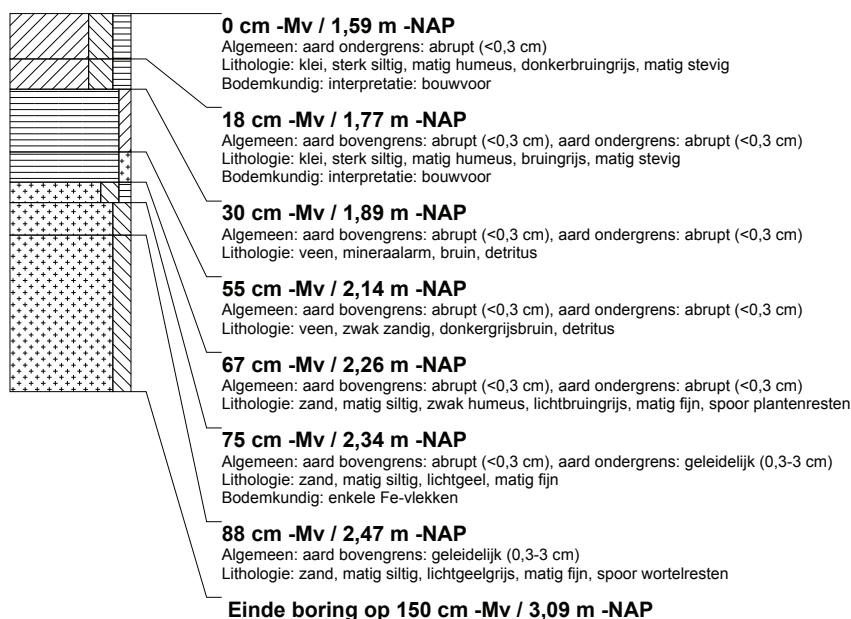 0 cm -Mv / 1,59 m -NAP
Algemeen: aard ondergrens: abrupt (<0,3 cm)
Lithologie: klei, sterk siltig, matig humeus, donkerbruingrijs, matig stevig
Bodemkundig: interpretatie: bouwvoor
18 cm -Mv / 1,77 m -NAP
Algemeen: aard bovengrens: abrupt (<0,3 cm), aard ondergrens: abrupt (<0,3 cm)
Lithologie: klei, sterk siltig, matig humeus, bruingrijs, matig stevig
Bodemkundig: interpretatie: bouwvoor
30 cm -Mv / 1,89 m -NAP
Algemeen: aard bovengrens: abrupt (<0,3 cm), aard ondergrens: abrupt (<0,3 cm)
Lithologie: veen, mineraalarm, bruin, detritus
55 cm -Mv / 2,14 m -NAP
Algemeen: aard bovengrens: abrupt (<0,3 cm), aard ondergrens: abrupt (<0,3 cm)
Lithologie: veen, zwak zandig, donkergrijsbruin, detritus
67 cm -Mv / 2,26 m -NAP
Algemeen: aard bovengrens: abrupt (<0,3 cm), aard ondergrens: abrupt (<0,3 cm)
Lithologie: zand, matig siltig, zwak humeus, lichtbruingrijs, matig fijn, spoor plantenresten
75 cm -Mv / 2,34 m -NAP
Algemeen: aard bovengrens: abrupt (<0,3 cm), aard ondergrens: geleidelijk (0,3-3 cm)
Lithologie: zand, matig siltig, lichtgeel, matig fijn
Bodemkundig: enkele Fe-vlekken
88 cm -Mv / 2,47 m -NAP
Algemeen: aard bovengrens: geleidelijk (0,3-3 cm)
Lithologie: zand, matig siltig, lichtgeelgrijs, matig fijn, spoor wortelresten
Einde boring op 150 cm -Mv / 3,09 m -NAP